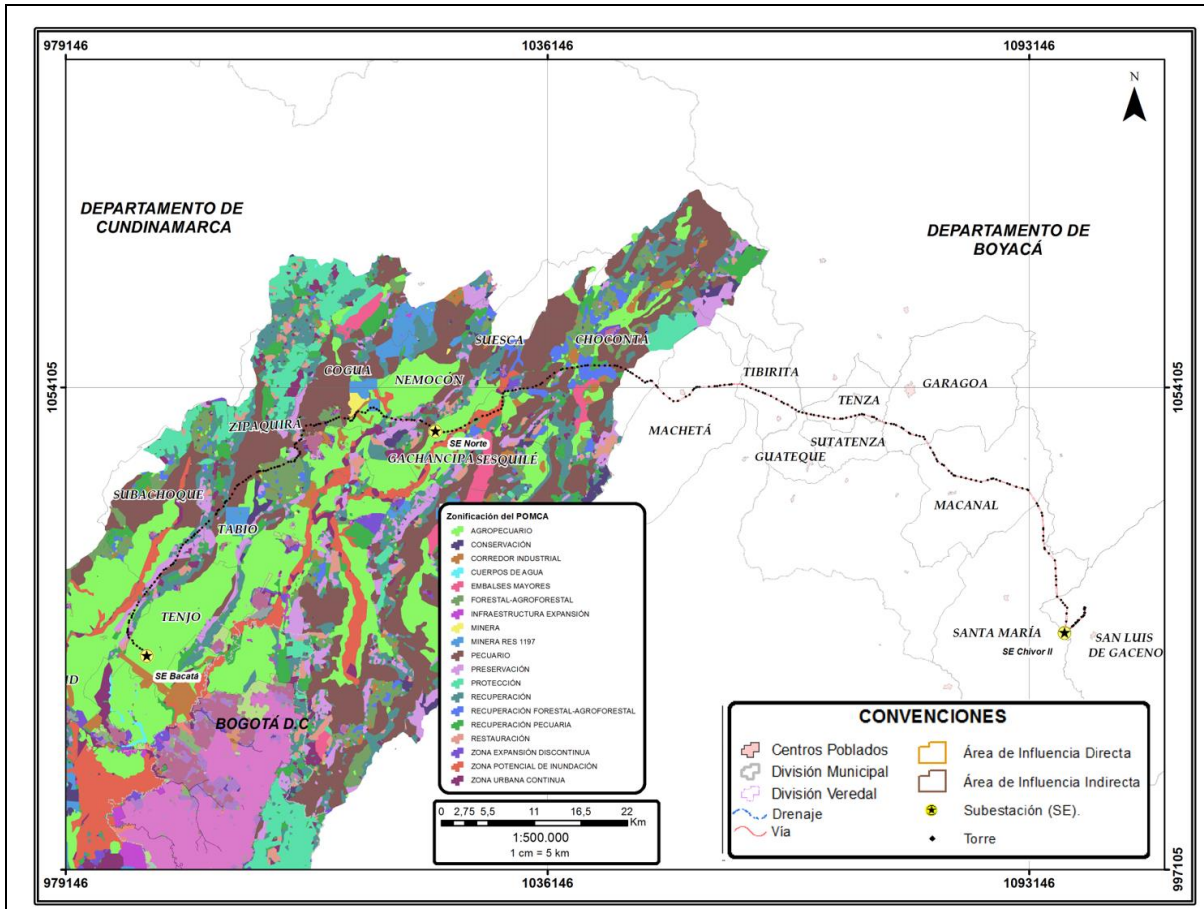 979146 1036146 1093146
N
DEPARTAMENTO DE
CUNDINAMARCA
DEPARTAMENTO DE
BOYACÁ
1054105
1054105
SUESCA
CHOCONTÁ
COGUA
NEMOCÓN
TIBIRITA
GARAGOA
TENZA
ZIPAQUIRA
SE Norte
MACHETÁ
SUTATENZA
GACHANCIPA
SESQUILÉ
GUATEQUE
SUBACHOQUE
MACANAL
TABIO
TENJO
SANTA MARÍA
SE Chivor II
SAN LUIS
DE GACENO
SE Bacatá
BOGOTÁ D.C
Zonificación del POMCA
AGROPECUARIO
CONSERVACIÓN
CORREDOR INDUSTRIAL
CUERPOS DE AGUA
EMBALSES MAYORES
FORESTAL-AGROFORESTAL
INFRAESTRUCTURA EXPANSIÓN
MINERA
MINERA RES 1197
PECUARIO
PRESERVACIÓN
PROTECCIÓN
RECUPERACIÓN
RECUPERACIÓN FORESTAL-AGROFORESTAL
RECUPERACIÓN PECUARIA
RESTAURACIÓN
ZONA EXPANSIÓN DISCONTINUA
ZONA POTENCIAL DE INUNDACIÓN
ZONA URBANA CONTINUA
0 2,75 5,5 11 16,5 22
Km
1:500.000
1 cm = 5 km
CONVENCIONES
Centros Poblados
División Municipal
División Veredal
Drenaje
Vía
Área de Influencia Directa
Área de Influencia Indirecta
Subestación (SE).
Torre
997105
979146 1036146 1093146